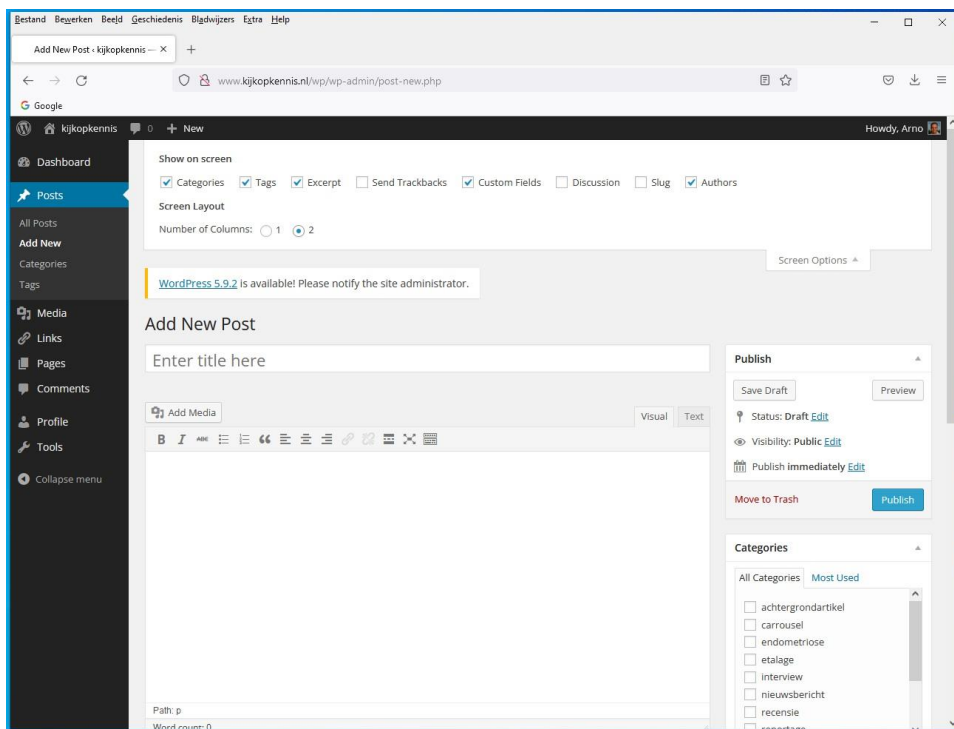 Bestand Bewerken Beeld Geschiedenis Bladwijzers Extra Help
Add New Post ‹ kijkopkennis —
www.kijkopkennis.nl/wp/wp-admin/post-new.php
Google
kijkopkennis 0 New
Howdy, Arno
Dashboard
Posts
All Posts
Add New
Categories
Tags
Media
Links
Pages
Comments
Profile
Tools
Collapse menu
Show on screen
Categories Tags Excerpt Send Trackbacks Custom Fields Discussion Slug Authors
Screen Layout
Number of Columns: 1 2
Screen Options
WordPress 5.9.2 is available! Please notify the site administrator.
Add New Post
Enter title here
Add Media
Visual Text
B I ABC
Path: p
Word count: 0
Publish
Save Draft Preview
Status: Draft Edit
Visibility: Public Edit
Publish immediately Edit
Move to Trash Publish
Categories
All Categories Most Used
achtergrondartikel
carrousel
endometriose
etalage
interview
nieuwsbericht
recensie
reportage